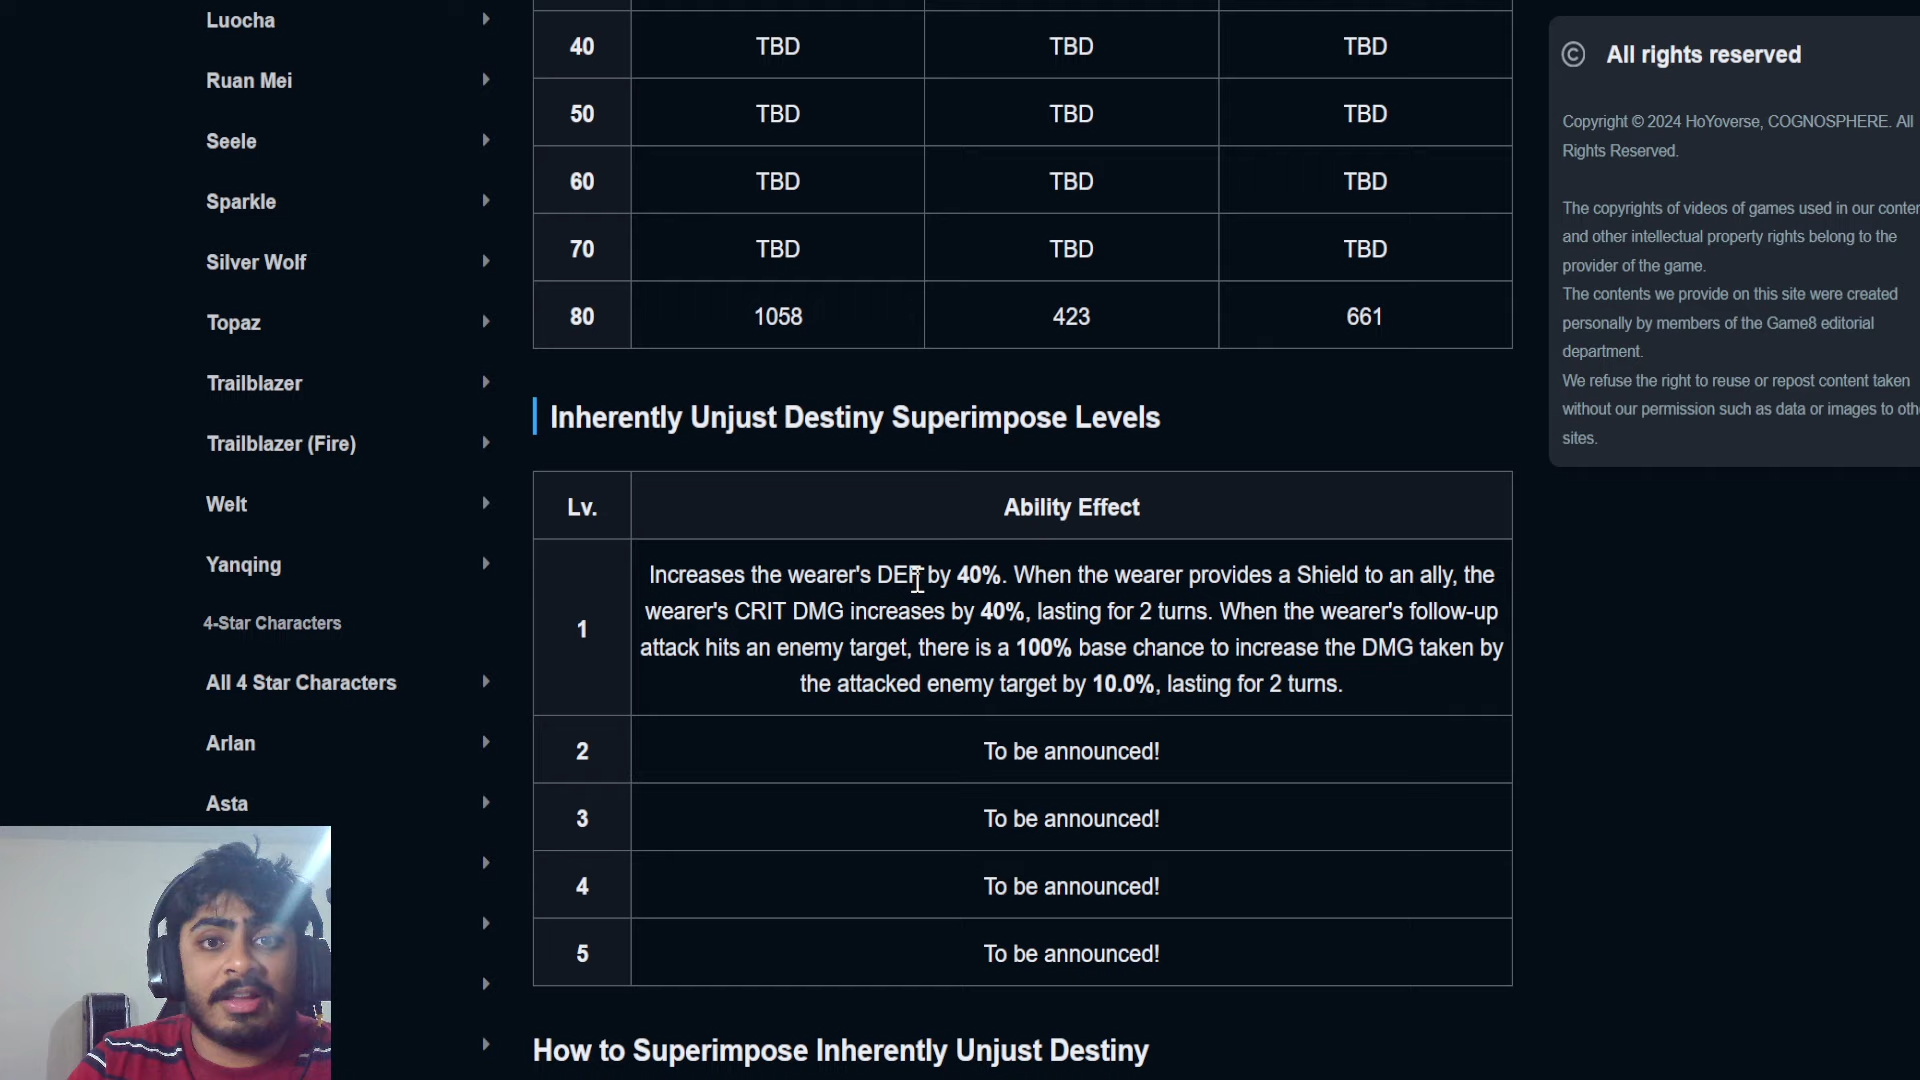 Luocha
Ruan Mei
Seele
Sparkle
Silver Wolf
Topaz
Trailblazer
Trailblazer (Fire)
Welt
Yanqing
4-Star Characters
All 4 Star Characters
Arlan
Asta
40 TBD TBD TBD
50 TBD TBD TBD
60 TBD TBD TBD
70 TBD TBD TBD
80 1058 423 661
Inherently Unjust Destiny Superimpose Levels
Lv. Ability Effect
1
Increases the wearer's DEF by 40%. When the wearer provides a Shield to an ally, the
wearer's CRIT DMG increases by 40%, lasting for 2 turns. When the wearer's follow-up
attack hits an enemy target, there is a 100% base chance to increase the DMG taken by
the attacked enemy target by 10.0%, lasting for 2 turns.
2 To be announced!
3 To be announced!
4 To be announced!
5 To be announced!
How to Superimpose Inherently Unjust Destiny
© All rights reserved
Copyright © 2024 HoYoverse, COGNOSPHERE. All
Rights Reserved.
The copyrights of videos of games used in our
and other intellectual property rights belong to the
provider of the game.
The contents we provide on this site were created
personally by members of the Game8 editorial
department.
We refuse the right to reuse or repost content taken
without our permission such as data or images to
sites.